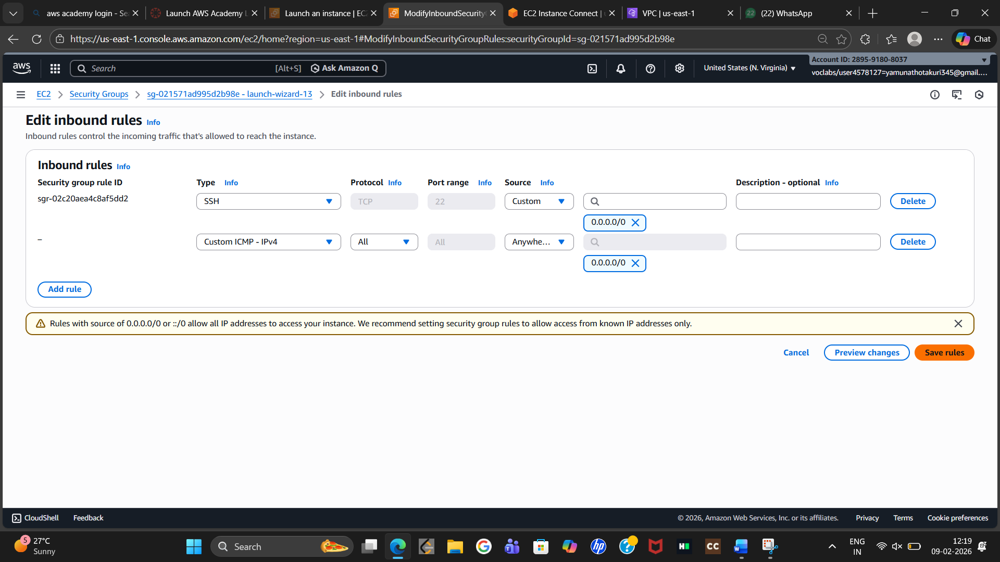 aws academy login - Se
Launch AWS Academy L
Launch an instance | EC2
ModifyInboundSecurity
EC2 Instance Connect |
VPC | us-east-1
22
(22) WhatsApp
https://us-east-1.console.aws.amazon.com/ec2/home?region=us-east-1#ModifyInboundSecurityGroupRules:securityGroupId=sg-021571ad995d2b98e
Chat
aws
Search
[Alt+S]
Ask Amazon Q
United States (N. Virginia)
Account ID: 2895-9180-8037
voclabs/user4578127=yamunathotakuri345@gmail....
EC2
Security Groups
sg-021571ad995d2b98e - launch-wizard-13
Edit inbound rules
Edit inbound rules Info
Inbound rules control the incoming traffic that's allowed to reach the instance.
Inbound rules Info
Security group rule ID
Type Info
Protocol Info
Port range Info
Source Info
Description - optional Info
sgr-02c20aea4c8af5dd2
SSH
TCP
22
Custom
Delete
0.0.0.0/0
–
Custom ICMP - IPv4
All
All
Anywhe...
Delete
0.0.0.0/0
Add rule
Rules with source of 0.0.0.0/0 or ::/0 allow all IP addresses to access your instance. We recommend setting security group rules to allow access from known IP addresses only.
Cancel
Preview changes
Save rules
CloudShell
Feedback
© 2026, Amazon Web Services, Inc. or its affiliates.
Privacy
Terms
Cookie preferences
5
27°C
Sunny
Search
hp
CC
ENG
IN
12:19
09-02-2026